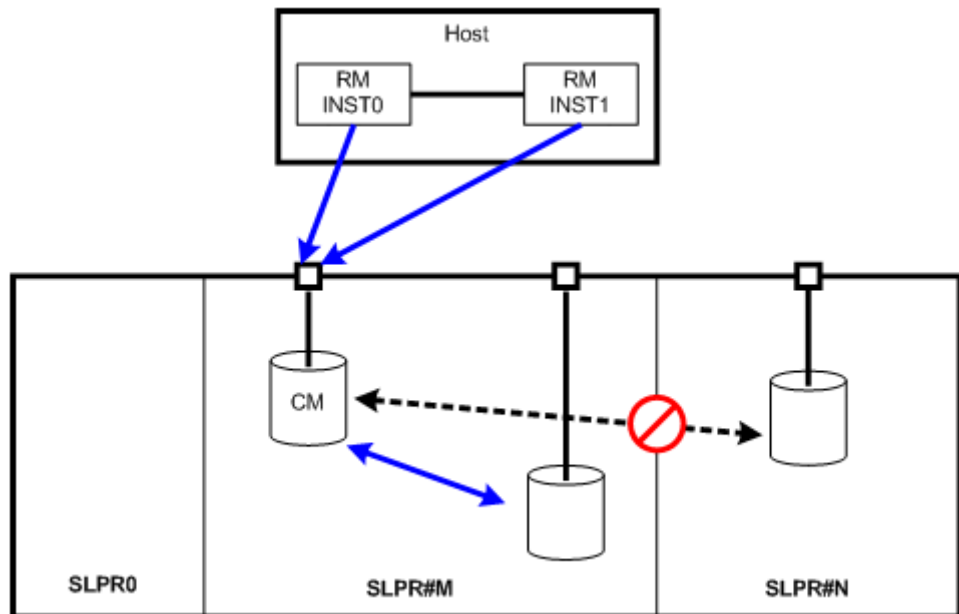 Host
RM
INST0
RM
INST1
CM
SLPR0
SLPR#M
SLPR#N